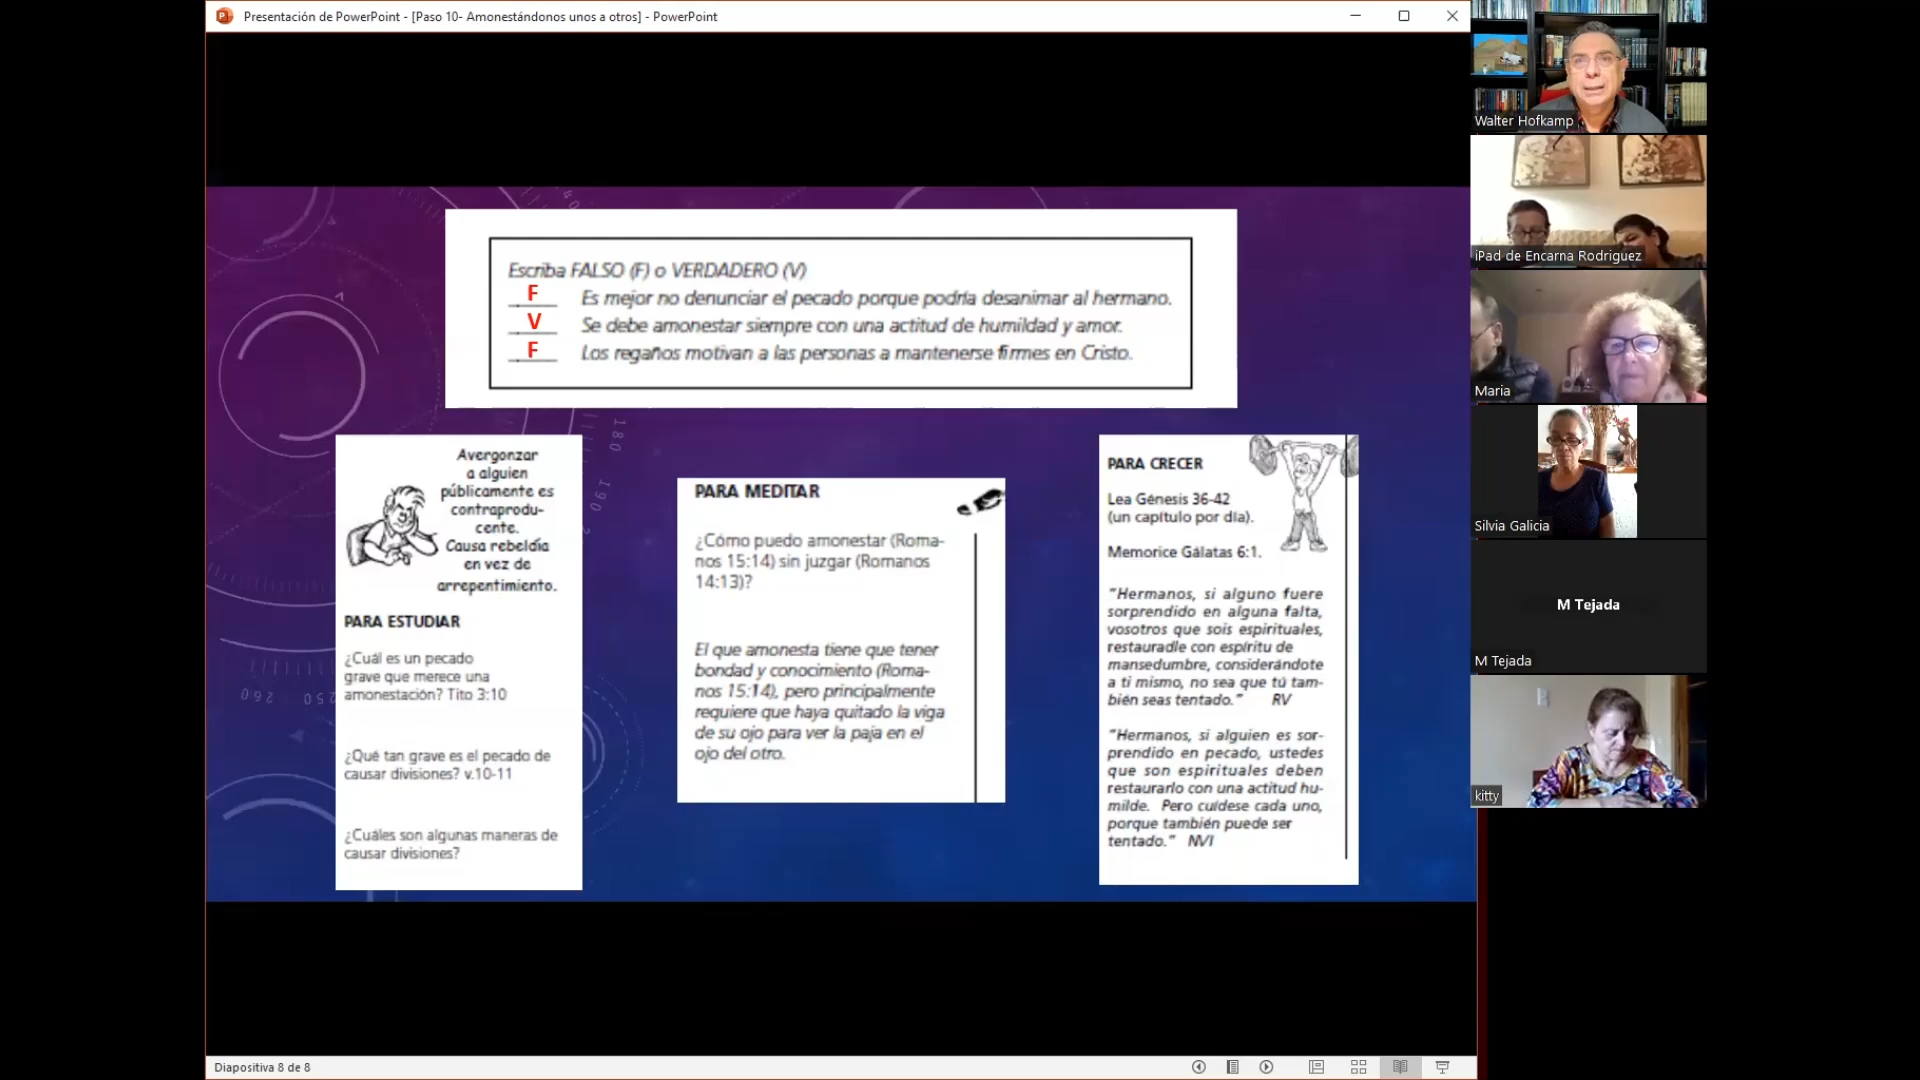 Presentación de PowerPoint - [Paso 10- Amonestándonos unos a otros] - PowerPoint
Escriba FALSO (F) o VERDADERO (V)
F Es mejor no denunciar el pecado porque podría desanimar al hermano.
V Se debe amonestar siempre con una actitud de humildad y amor.
F Los regaños motivan a las personas a mantenerse firmes en Cristo.
Avergonzar
a alguien
públicamente es
contraprodu-
cente.
Causa rebeldía
en vez de
arrepentimiento.
PARA ESTUDIAR
¿Cuál es un pecado
grave que merece una
amonestación? Tito 3:10
¿Qué tan grave es el pecado de
causar divisiones? v.10-11
¿Cuáles son algunas maneras de
causar divisiones?
PARA MEDITAR
¿Cómo puedo amonestar (Roma-
nos 15:14) sin juzgar (Romanos
14:13)?
El que amonesta tiene que tener
bondad y conocimiento (Roma-
nos 15:14), pero principalmente
requiere que haya quitado la viga
de su ojo para ver la paja en el
ojo del otro.
PARA CRECER
Lea Génesis 36-42
(un capítulo por día).
Memorice Gálatas 6:1.
"Hermanos, si alguno fuere
sorprendido en alguna falta,
vosotros que sois espirituales,
restauradle con espíritu de
mansedumbre, considerándote
a ti mismo, no sea que tú tam-
bién seas tentado." RV
"Hermanos, si alguien es sor-
prendido en pecado, ustedes
que son espirituales deben
restaurarlo con una actitud hu-
milde. Pero cuídese cada uno,
porque también puede ser
tentado." NVI
180
190
260
250
Diapositiva 8 de 8
Walter Hofkamp
iPad de Encarna Rodriguez
Maria
Silvia Galicia
M Tejada
M Tejada
kitty